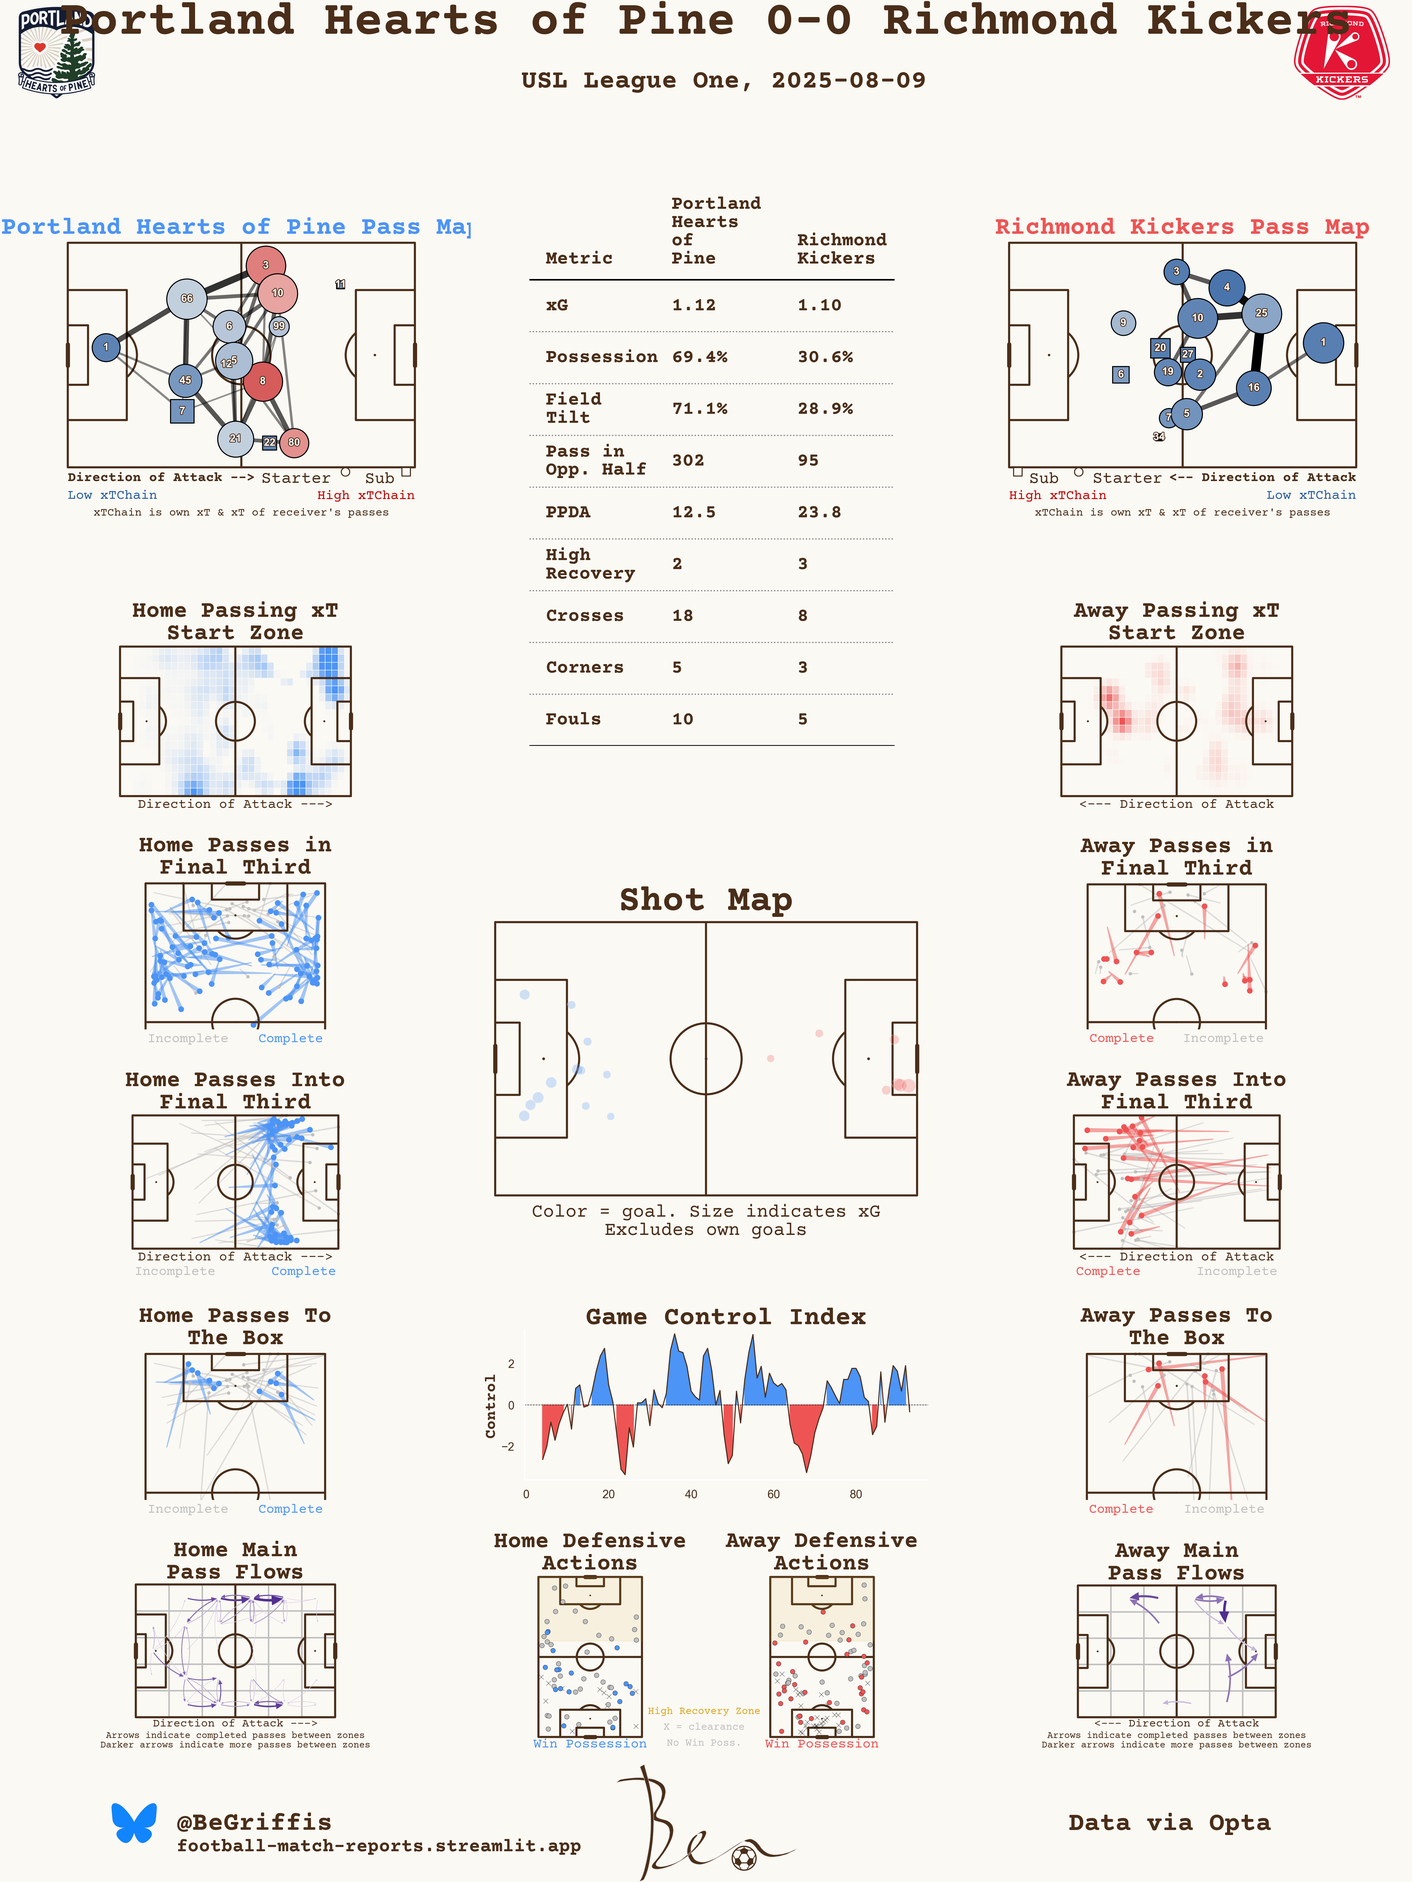 Portland Hearts of Pine 0-0 Richmond Kickers
PORTLAND
HEARTS OF PINE
RICHMOND
KICKERS
USL League One, 2025-08-09
Portland Hearts of Pine Pass Map
3
10
11
66
6
99
1
12
5
45
8
7
21
22
80
Direction of Attack --> Starter Sub
Low xTChain High xTChain
xTChain is own xT & xT of receiver's passes
Portland
Hearts
of Richmond
Metric Pine Kickers
xG 1.12 1.10
Possession 69.4% 30.6%
Field
Tilt 71.1% 28.9%
Pass in
Opp. Half 302 95
PPDA 12.5 23.8
High
Recovery 2 3
Crosses 18 8
Corners 5 3
Fouls 10 5
Richmond Kickers Pass Map
3
4
10
25
9
1
20
27
6
19
2
16
7
5
34
Sub Starter <-- Direction of Attack
High xTChain Low xTChain
xTChain is own xT & xT of receiver's passes
Home Passing xT
Start Zone
Direction of Attack --->
Away Passing xT
Start Zone
<--- Direction of Attack
Home Passes in
Final Third
Incomplete Complete
Shot Map
Color = goal. Size indicates xG
Excludes own goals
Away Passes in
Final Third
Complete Incomplete
Home Passes Into
Final Third
Direction of Attack --->
Incomplete Complete
Away Passes Into
Final Third
<--- Direction of Attack
Complete Incomplete
Home Passes To
The Box
Incomplete Complete
Game Control Index
Control
2
0
−2
0 20 40 60 80
Away Passes To
The Box
Complete Incomplete
Home Main
Pass Flows
Direction of Attack --->
Arrows indicate completed passes between zones
Darker arrows indicate more passes between zones
Home Defensive
Actions
Win Possession
High Recovery Zone
X = clearance
No Win Poss.
Away Defensive
Actions
Win Possession
Away Main
Pass Flows
<--- Direction of Attack
Arrows indicate completed passes between zones
Darker arrows indicate more passes between zones
@BeGriffis
football-match-reports.streamlit.app
Ben
Data via Opta